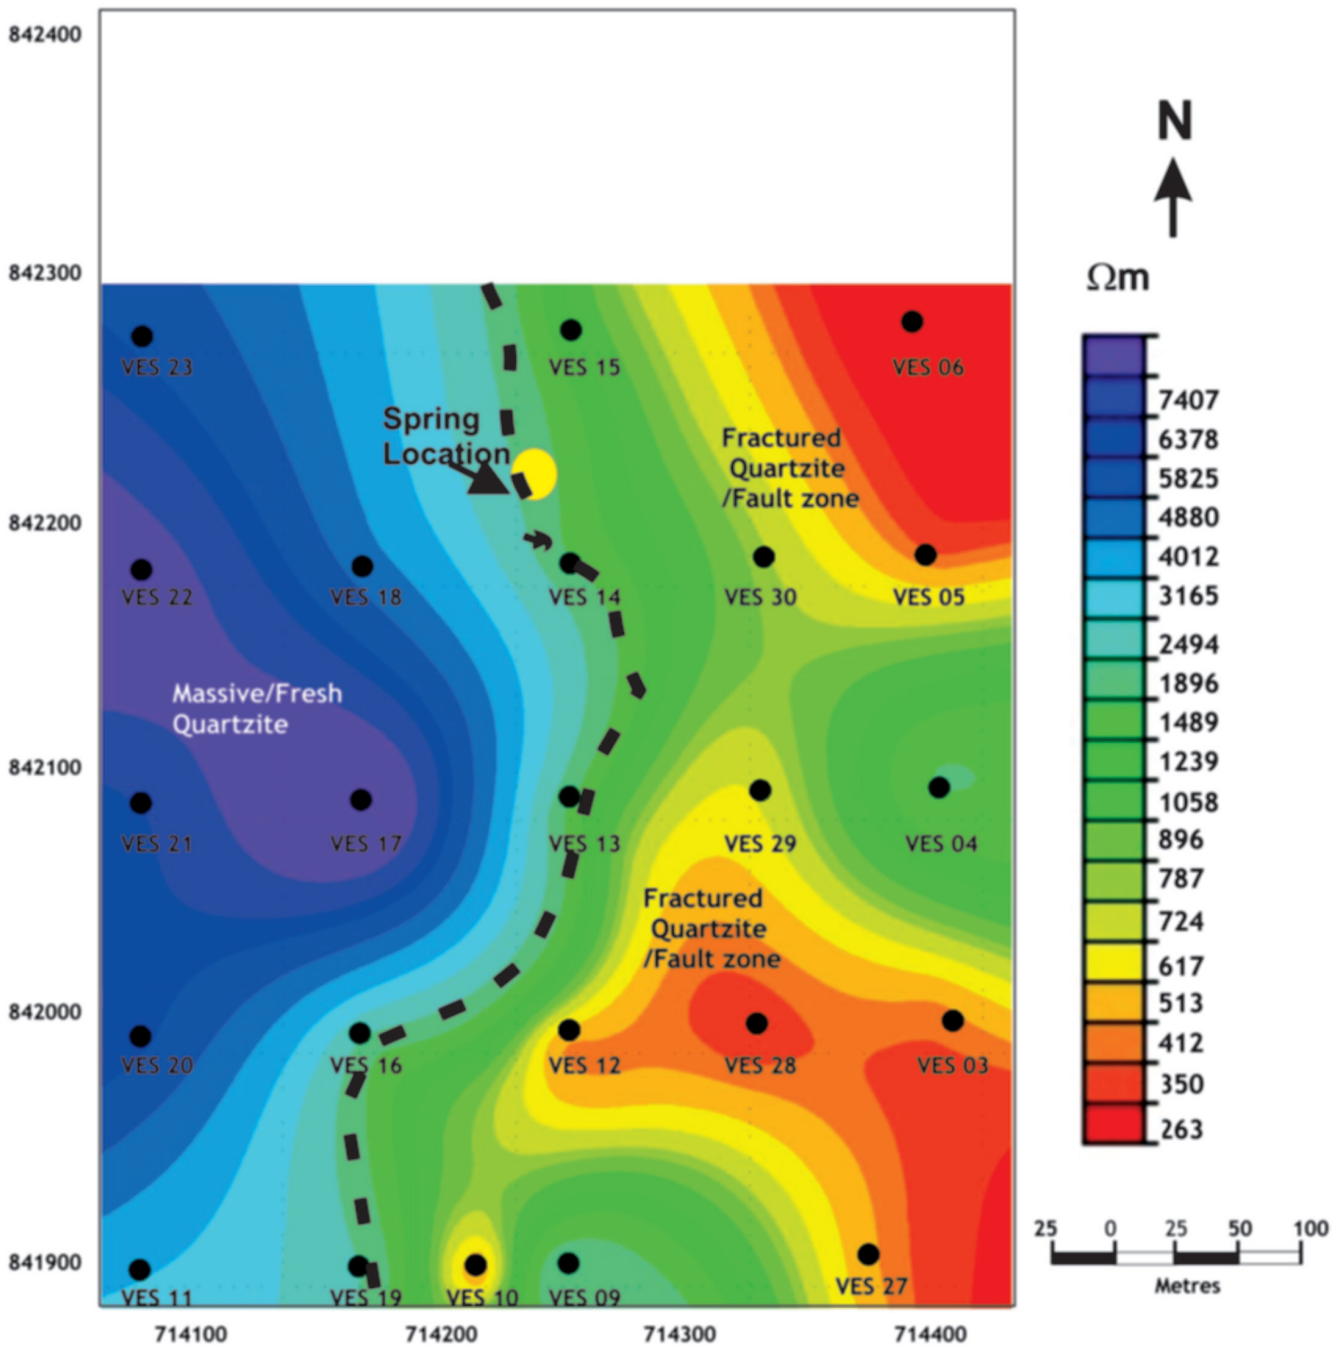 842400
842300
842200
842100
842000
841900
714100
714200
714300
714400
VES 23
VES 15
VES 06
Spring
Location
Fractured
Quartzite
/Fault zone
VES 22
VES 18
VES 14
VES 30
VES 05
Massive/Fresh
Quartzite
VES 21
VES 17
VES 13
VES 29
VES 04
Fractured
Quartzite
/Fault zone
VES 20
VES 16
VES 12
VES 28
VES 03
VES 11
VES 19
VES 10
VES 09
VES 27
N
Ωm
7407
6378
5825
4880
4012
3165
2494
1896
1489
1239
1058
896
787
724
617
513
412
350
263
25 0 25 50 100
Metres